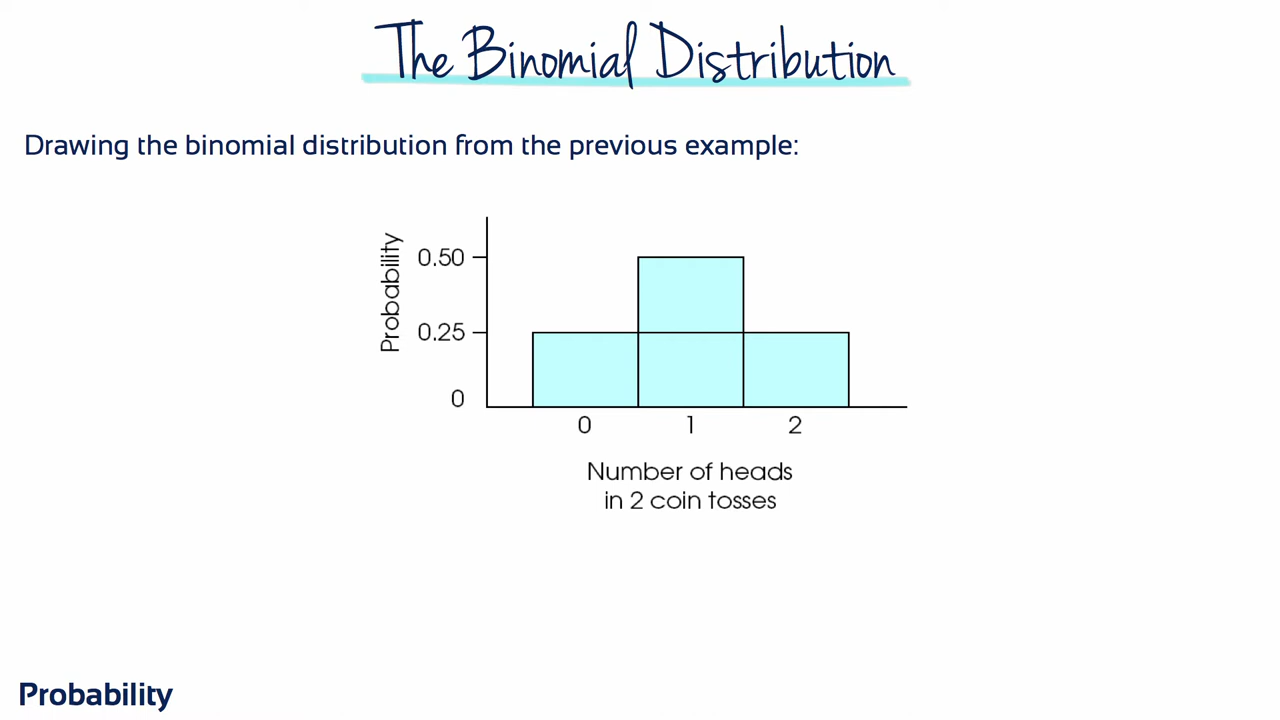 The Binomial Distribution
Drawing the binomial distribution from the previous example:
Probability
0.50
0.25
0
0 1 2
Number of heads
in 2 coin tosses
Probability